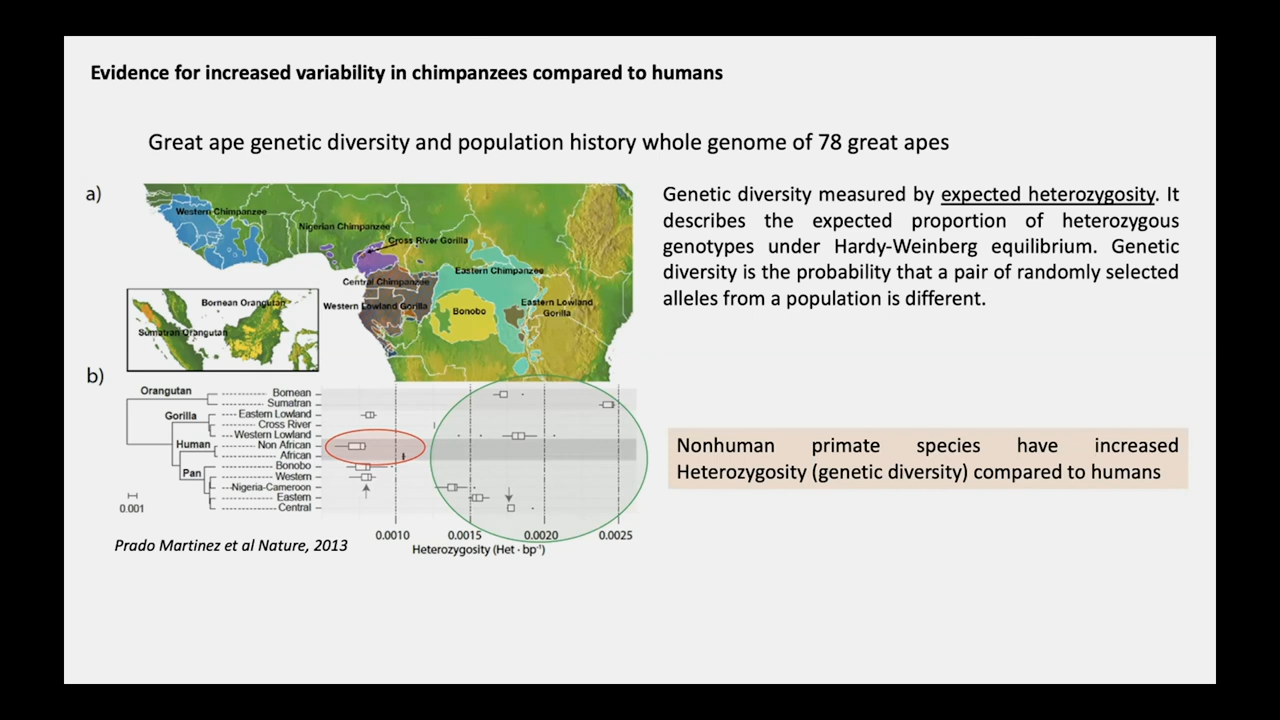 Evidence for increased variability in chimpanzees compared to humans
Great ape genetic diversity and population history whole genome of 78 great apes
a)
Western Chimpanzee
Nigerian Chimpanzee
Cross River Gorilla
Eastern Chimpanzee
Central Chimpanzee
Western Lowland Gorilla
Bonobo
Eastern Lowland
Gorilla
Bornean Orangutan
Sumatran Orangutan
Genetic diversity measured by expected heterozygosity. It
describes the expected proportion of heterozygous
genotypes under Hardy-Weinberg equilibrium. Genetic
diversity is the probability that a pair of randomly selected
alleles from a population is different.
b)
Orangutan
Bornean
Sumatran
Gorilla
Eastern Lowland
Cross River
Western Lowland
Human
Non African
African
Pan
Bonobo
Western
Nigeria-Cameroon
Eastern
Central
0.001
0.0010
0.0015
0.0020
0.0025
Heterozygosity (Het · bp⁻¹)
Prado Martinez et al Nature, 2013
Nonhuman primate species have increased
Heterozygosity (genetic diversity) compared to humans